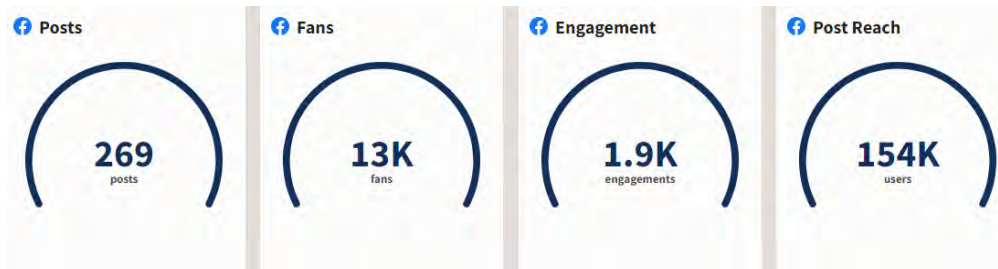 Posts
269
posts
Fans
13K
fans
Engagement
1.9K
engagements
Post Reach
154K
users